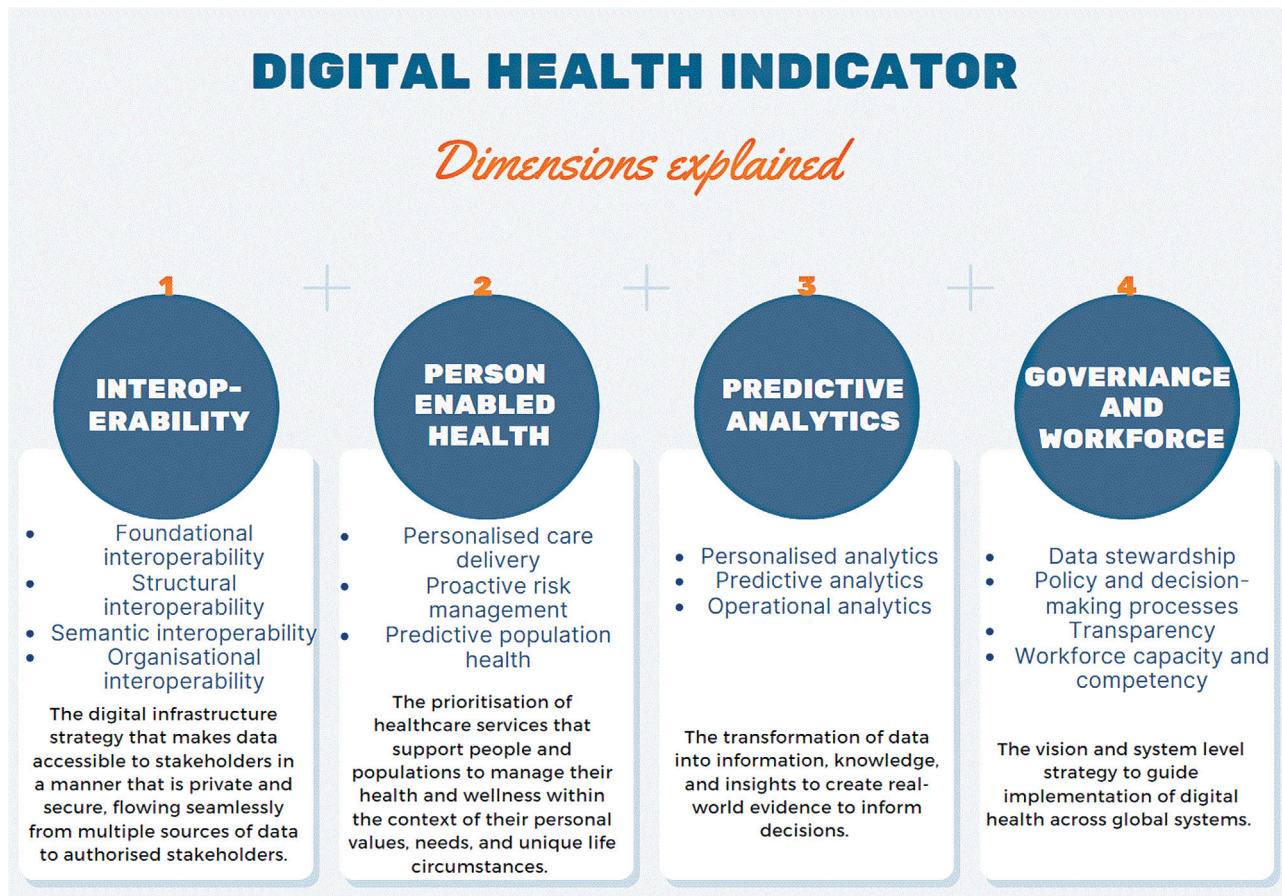 DIGITAL HEALTH INDICATOR
Dimensions explained
1
INTEROP-
ERABILITY
• Foundational
interoperability
• Structural
interoperability
• Semantic interoperability
• Organisational
interoperability
The digital infrastructure
strategy that makes data
accessible to stakeholders in
a manner that is private and
secure, flowing seamlessly
from multiple sources of data
to authorised stakeholders.
2
PERSON
ENABLED
HEALTH
• Personalised care
delivery
• Proactive risk
management
• Predictive population
health
The prioritisation of
healthcare services that
support people and
populations to manage their
health and wellness within
the context of their personal
values, needs, and unique life
circumstances.
3
PREDICTIVE
ANALYTICS
• Personalised analytics
• Predictive analytics
• Operational analytics
The transformation of data
into information, knowledge,
and insights to create real-
world evidence to inform
decisions.
4
GOVERNANCE
AND
WORKFORCE
• Data stewardship
• Policy and decision-
making processes
• Transparency
• Workforce capacity and
competency
The vision and system level
strategy to guide
implementation of digital
health across global systems.